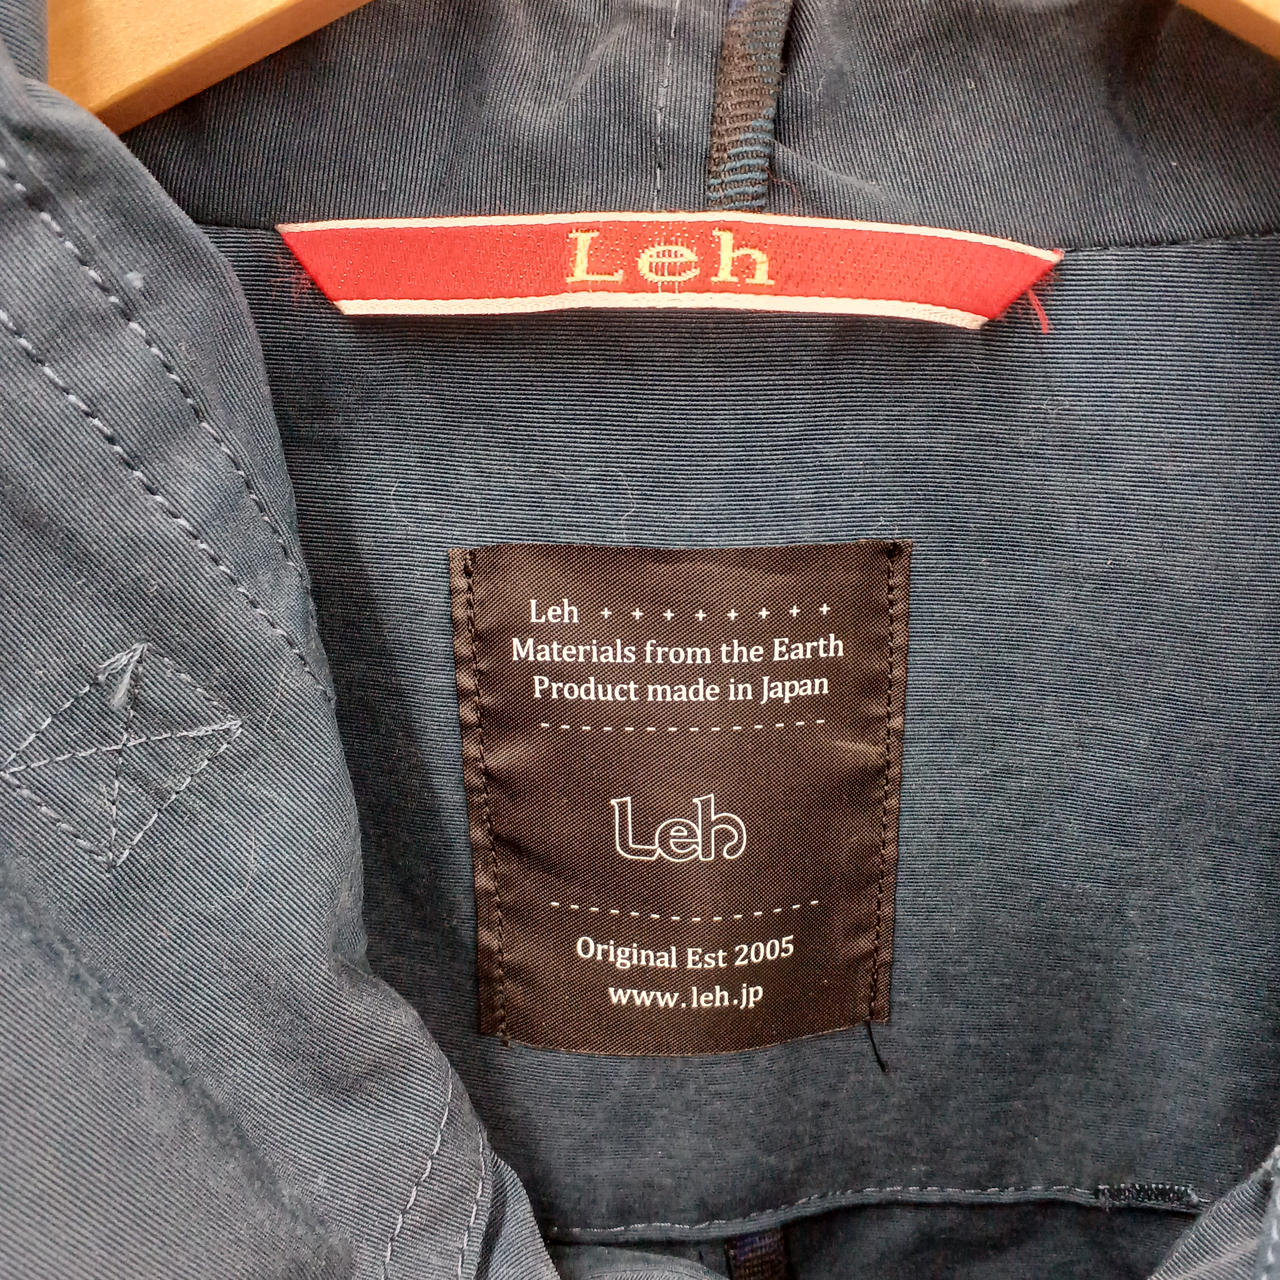 Leh
Leh + + + + + + + +
Materials from the Earth
Product made in Japan
Leh
Original Est 2005
www.leh.jp